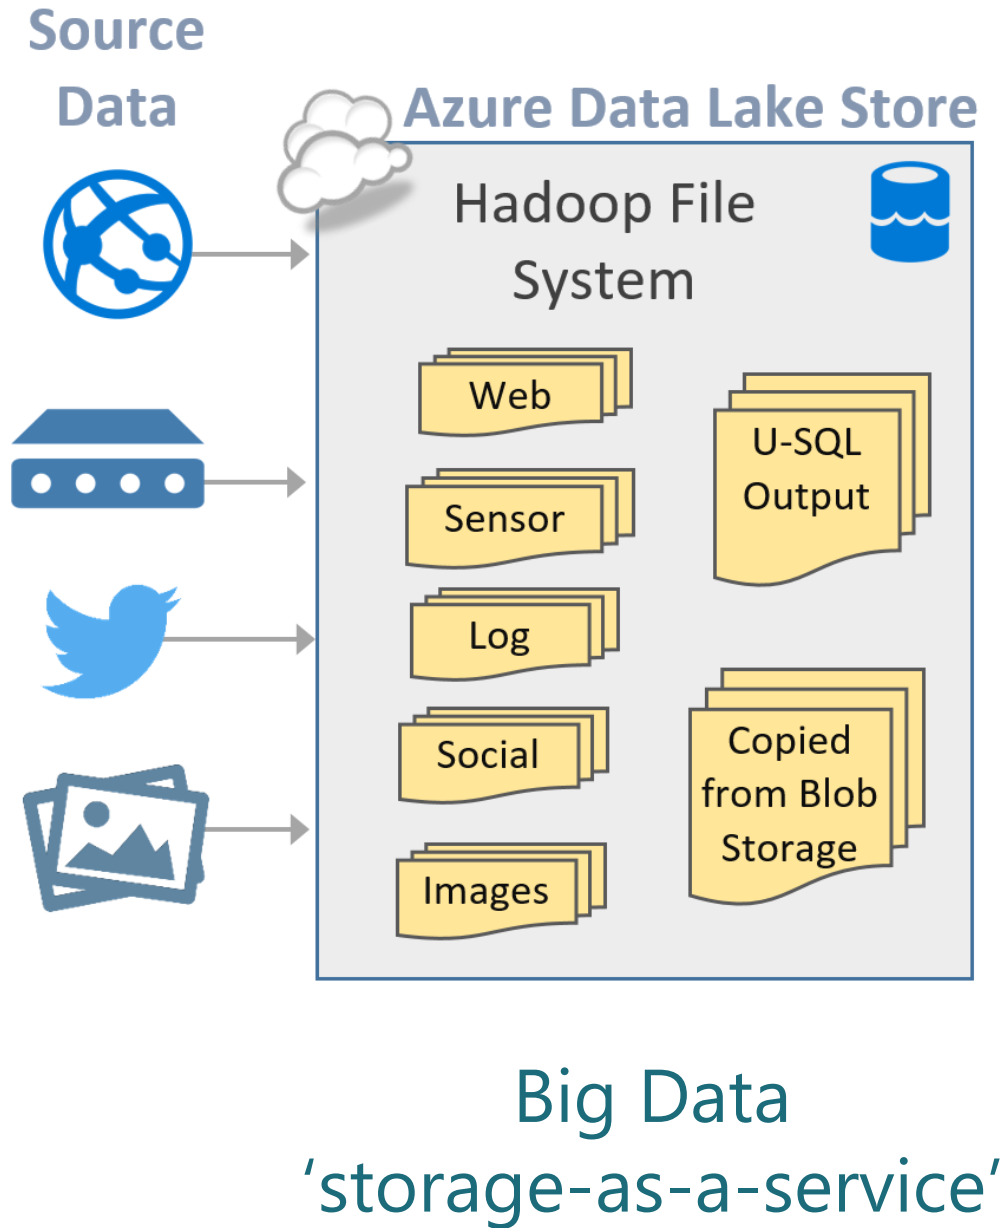 Source
Data
Azure Data Lake Store
Hadoop File
System
Web
Sensor
Log
Social
Images
U-SQL
Output
Copied
from Blob
Storage
Big Data
‘storage-as-a-service’